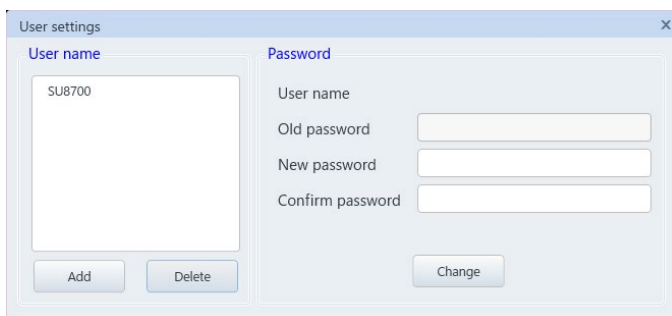 User settings
x
User name
SU8700
Add
Delete
Password
User name
Old password
New password
Confirm password
Change